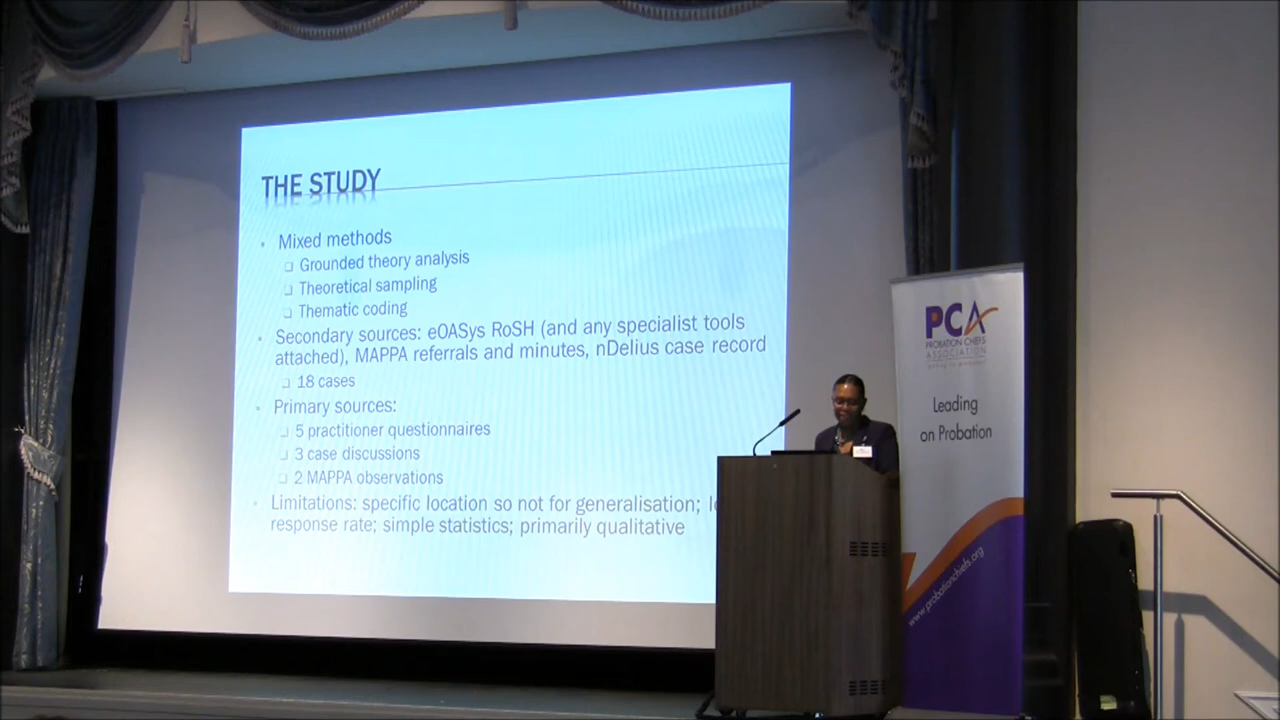 THE STUDY
Mixed methods
Grounded theory analysis
Theoretical sampling
Thematic coding
Secondary sources: eOASys RoSH (and any specialist tools
attached), MAPPA referrals and minutes, nDelius case record
18 cases
Primary sources:
5 practitioner questionnaires
3 case discussions
2 MAPPA observations
Limitations: specific location so not for generalisation;
response rate; simple statistics; primarily qualitative
PCA
PROBATION CHIEFS
ASSOCIATION
Leading
on Probation
www.probationchiefs.org